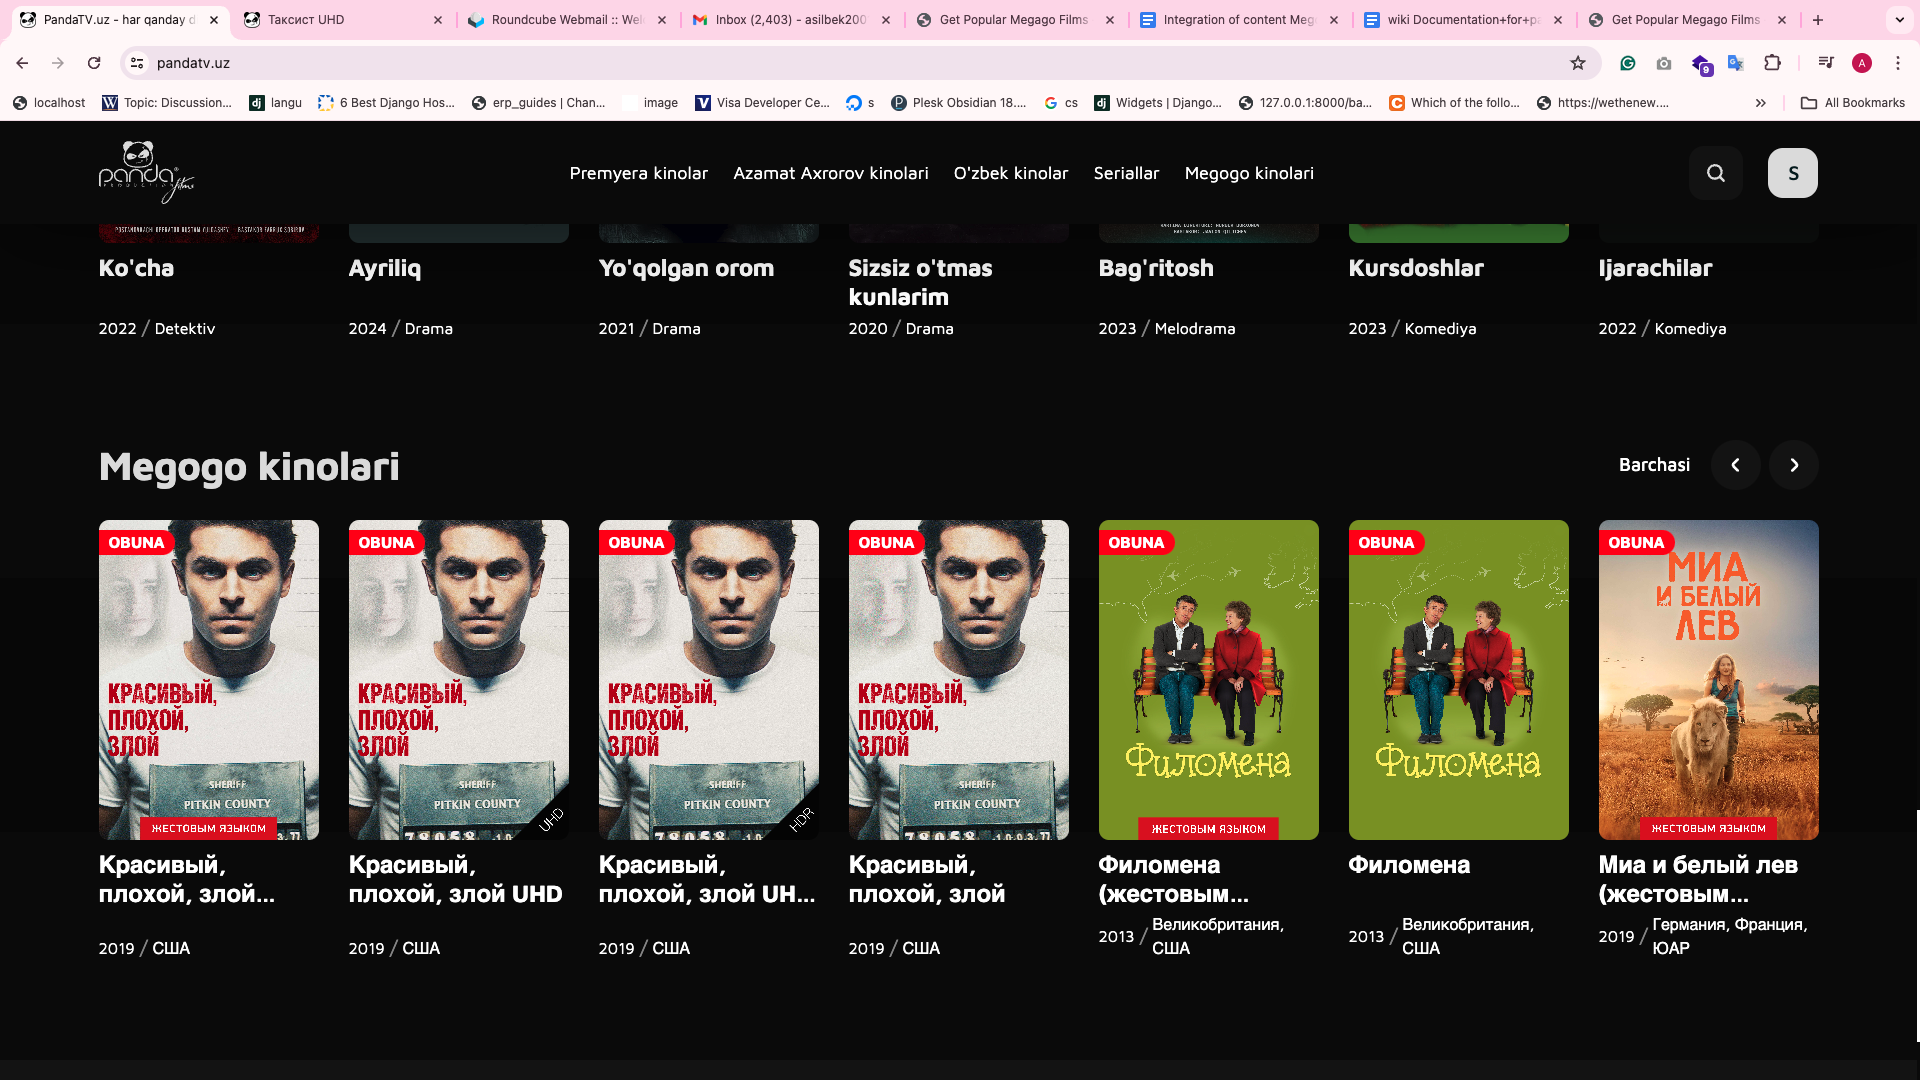 PandaTV.uz - har qanday d
Таксист UHD
Roundcube Webmail :: Wel
Inbox (2,403) - asilbek200
Get Popular Megago Films
Integration of content Meg
wiki Documentation+for+pa
Get Popular Megago Films
pandatv.uz
9
A
localhost
Topic: Discussion...
langu
6 Best Django Hos...
erp_guides | Chan...
image
Visa Developer Ce...
s
Plesk Obsidian 18....
cs
Widgets | Django...
127.0.0.1:8000/ba...
Which of the follo...
https://wethenew....
All Bookmarks
panda
PRODUCTION
films
Premyera kinolar
Azamat Axrorov kinolari
O'zbek kinolar
Seriallar
Megogo kinolari
S
Ko'cha
Ayriliq
Yo'qolgan orom
Sizsiz o'tmas
kunlarim
Bag'ritosh
Kursdoshlar
Ijarachilar
2022 / Detektiv
2024 / Drama
2021 / Drama
2020 / Drama
2023 / Melodrama
2023 / Komediya
2022 / Komediya
Megogo kinolari
Barchasi
OBUNA
КРАСИВЫЙ,
ПЛОХОЙ,
ЗЛОЙ
SHERIFF
PITKIN COUNTY
ЖЕСТОВЫМ ЯЗЫКОМ
OBUNA
КРАСИВЫЙ,
ПЛОХОЙ,
ЗЛОЙ
SHERIFF
PITKIN COUNTY
UHD
OBUNA
КРАСИВЫЙ,
ПЛОХОЙ,
ЗЛОЙ
SHERIFF
PITKIN COUNTY
HDR
OBUNA
КРАСИВЫЙ,
ПЛОХОЙ,
ЗЛОЙ
SHERIFF
PITKIN COUNTY
OBUNA
Филомена
ЖЕСТОВЫМ ЯЗЫКОМ
OBUNA
Филомена
OBUNA
МИА
И БЕЛЫЙ
ЛЕВ
ЖЕСТОВЫМ ЯЗЫКОМ
Красивый,
плохой, злой...
Красивый,
плохой, злой UHD
Красивый,
плохой, злой UH...
Красивый,
плохой, злой
Филомена
(жестовым...
Филомена
Миа и белый лев
(жестовым...
2019 / США
2019 / США
2019 / США
2019 / США
2013 / Великобритания,
США
2013 / Великобритания,
США
2019 / Германия, Франция,
ЮАР